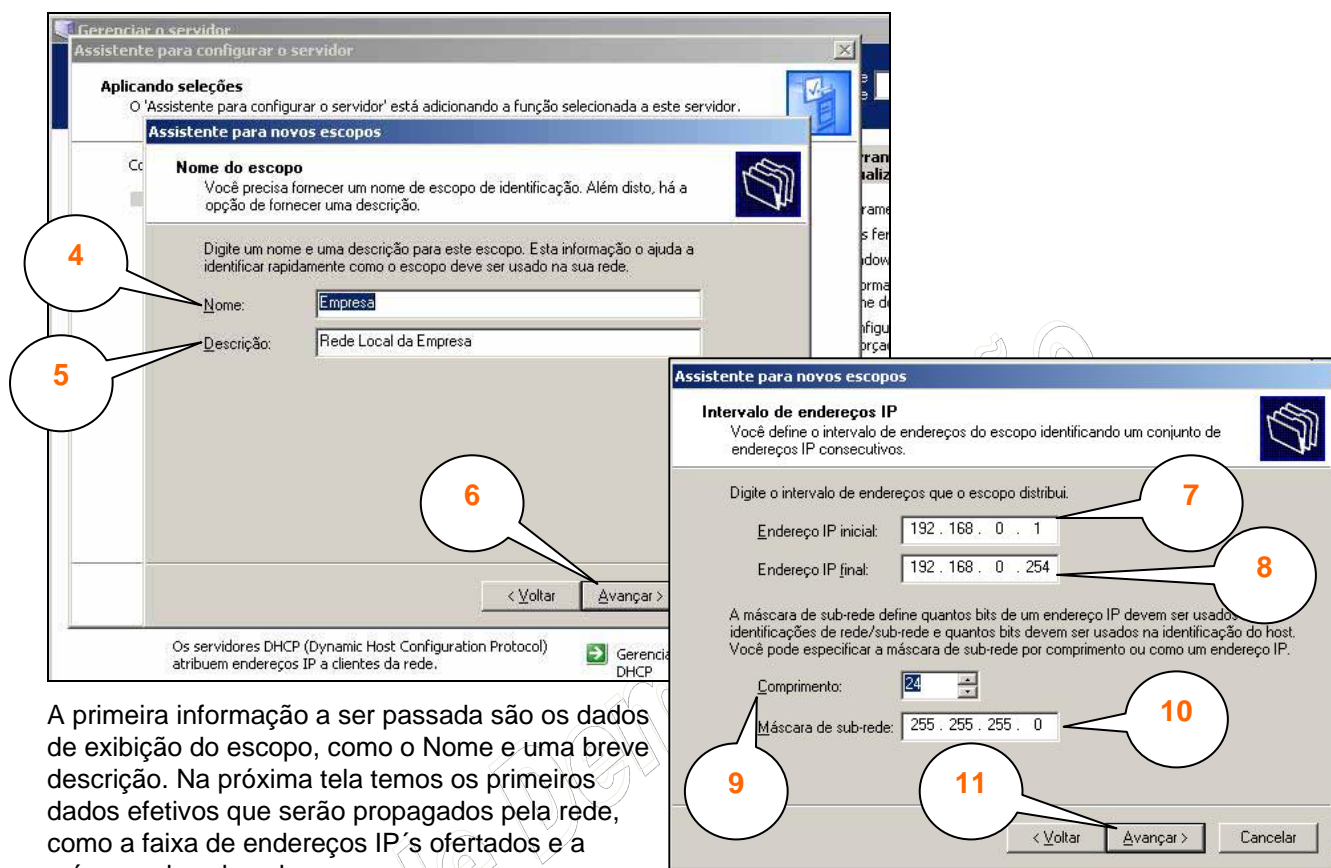 Gerenciar o servidor
Assistente para configurar o servidor
Aplicando seleções
O 'Assistente para configurar o servidor' está adicionando a função selecionada a este servidor.
Assistente para novos escopos
Nome do escopo
Você precisa fornecer um nome de escopo de identificação. Além disto, há a
opção de fornecer uma descrição.
Digite um nome e uma descrição para este escopo. Esta informação o ajuda a
identificar rapidamente como o escopo deve ser usado na sua rede.
4
Nome:
Empresa
5
Descrição:
Rede Local da Empresa
6
< Voltar
Avançar >
Os servidores DHCP (Dynamic Host Configuration Protocol)
atribuem endereços IP a clientes da rede.
DHCP
Assistente para novos escopos
Intervalo de endereços IP
Você define o intervalo de endereços do escopo identificando um conjunto de
endereços IP consecutivos.
Digite o intervalo de endereços que o escopo distribui.
7
Endereço IP inicial:
192 . 168 . 0 . 1
8
Endereço IP final:
192 . 168 . 0 . 254
A máscara de sub-rede define quantos bits de um endereço IP devem ser usados
identificações de rede/sub-rede e quantos bits devem ser usados na identificação do host.
Você pode especificar a máscara de sub-rede por comprimento ou como um endereço IP.
Comprimento:
24
Máscara de sub-rede:
255 . 255 . 255 . 0
9
10
11
< Voltar
Avançar >
Cancelar
A primeira informação a ser passada são os dados
de exibição do escopo, como o Nome e uma breve
descrição. Na próxima tela temos os primeiros
dados efetivos que serão propagados pela rede,
como a faixa de endereços IP´s ofertados e a